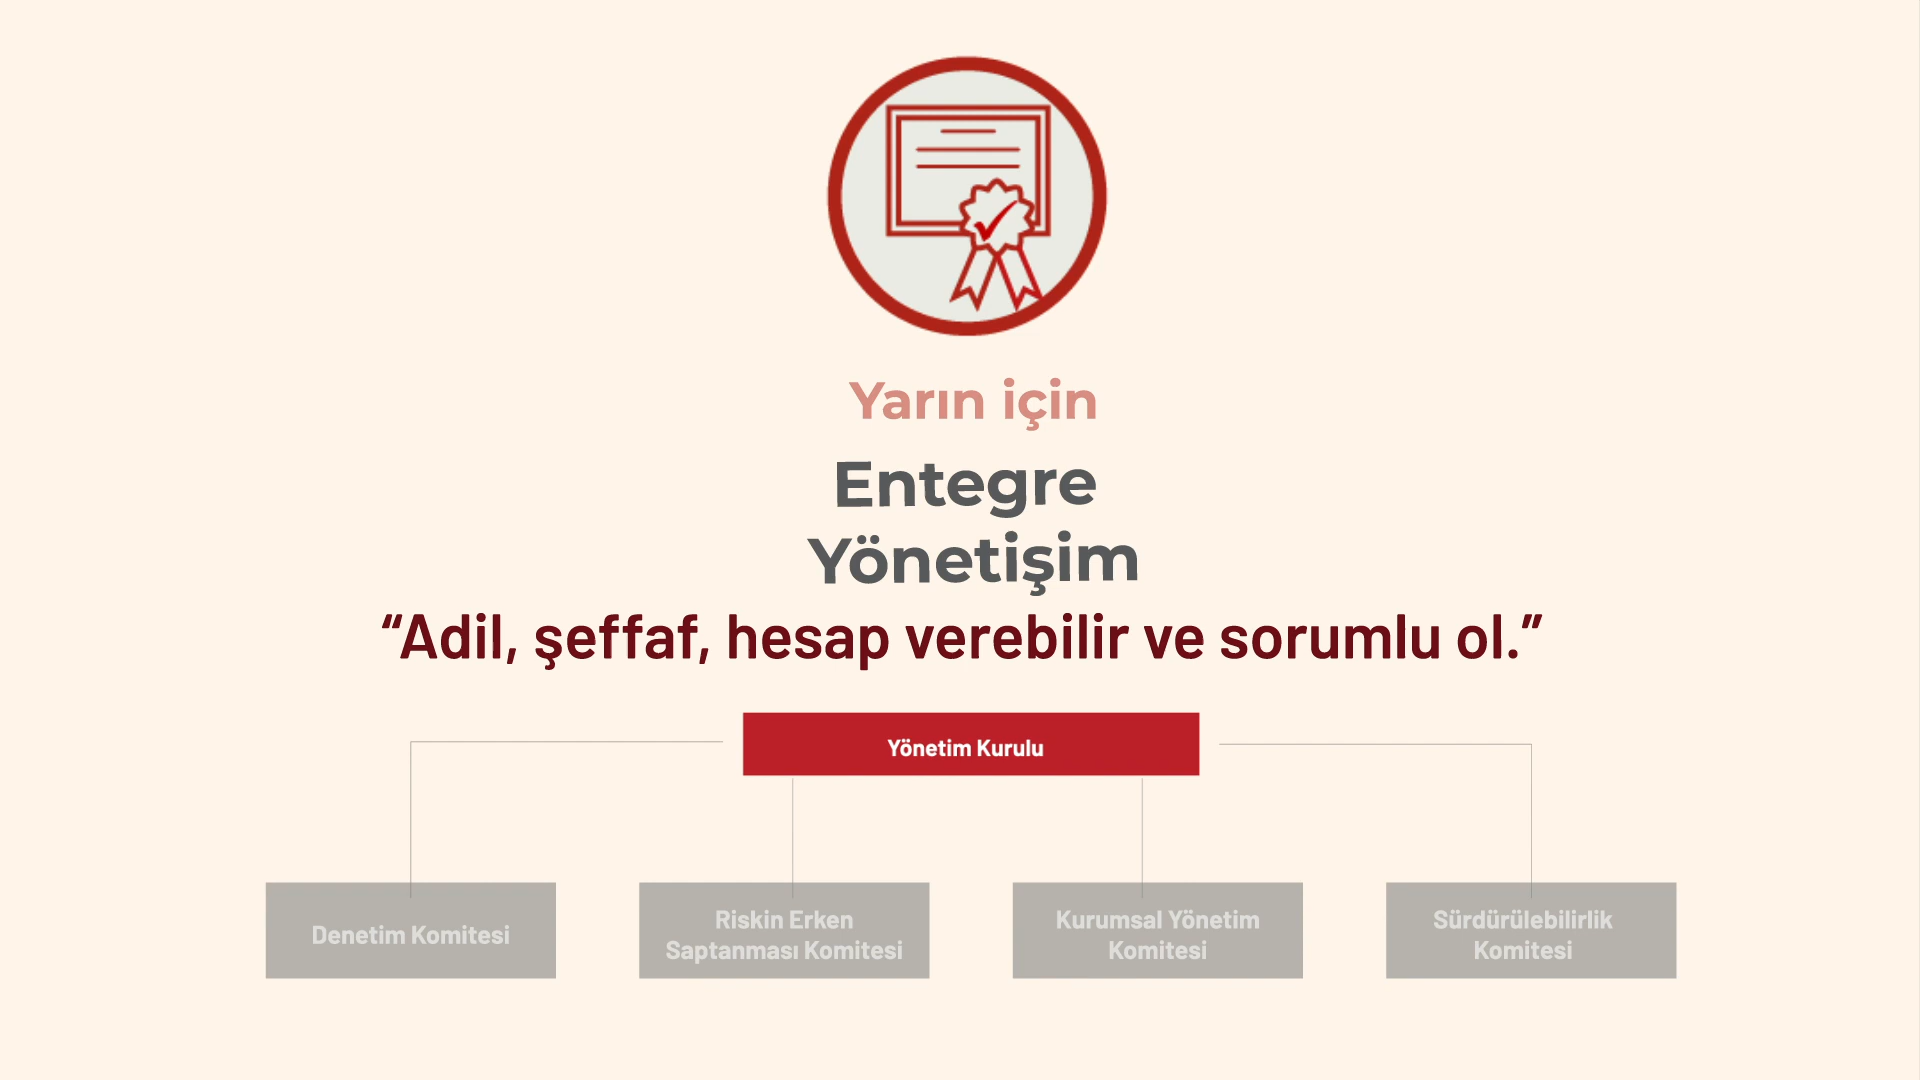 Yarın için
Entegre
Yönetişim
“Adil, şeffaf, hesap verebilir ve sorumlu ol.”
Yönetim Kurulu
Denetim Komitesi
Riskin Erken
Saptanması Komitesi
Kurumsal Yönetim
Komitesi
Sürdürülebilirlik
Komitesi